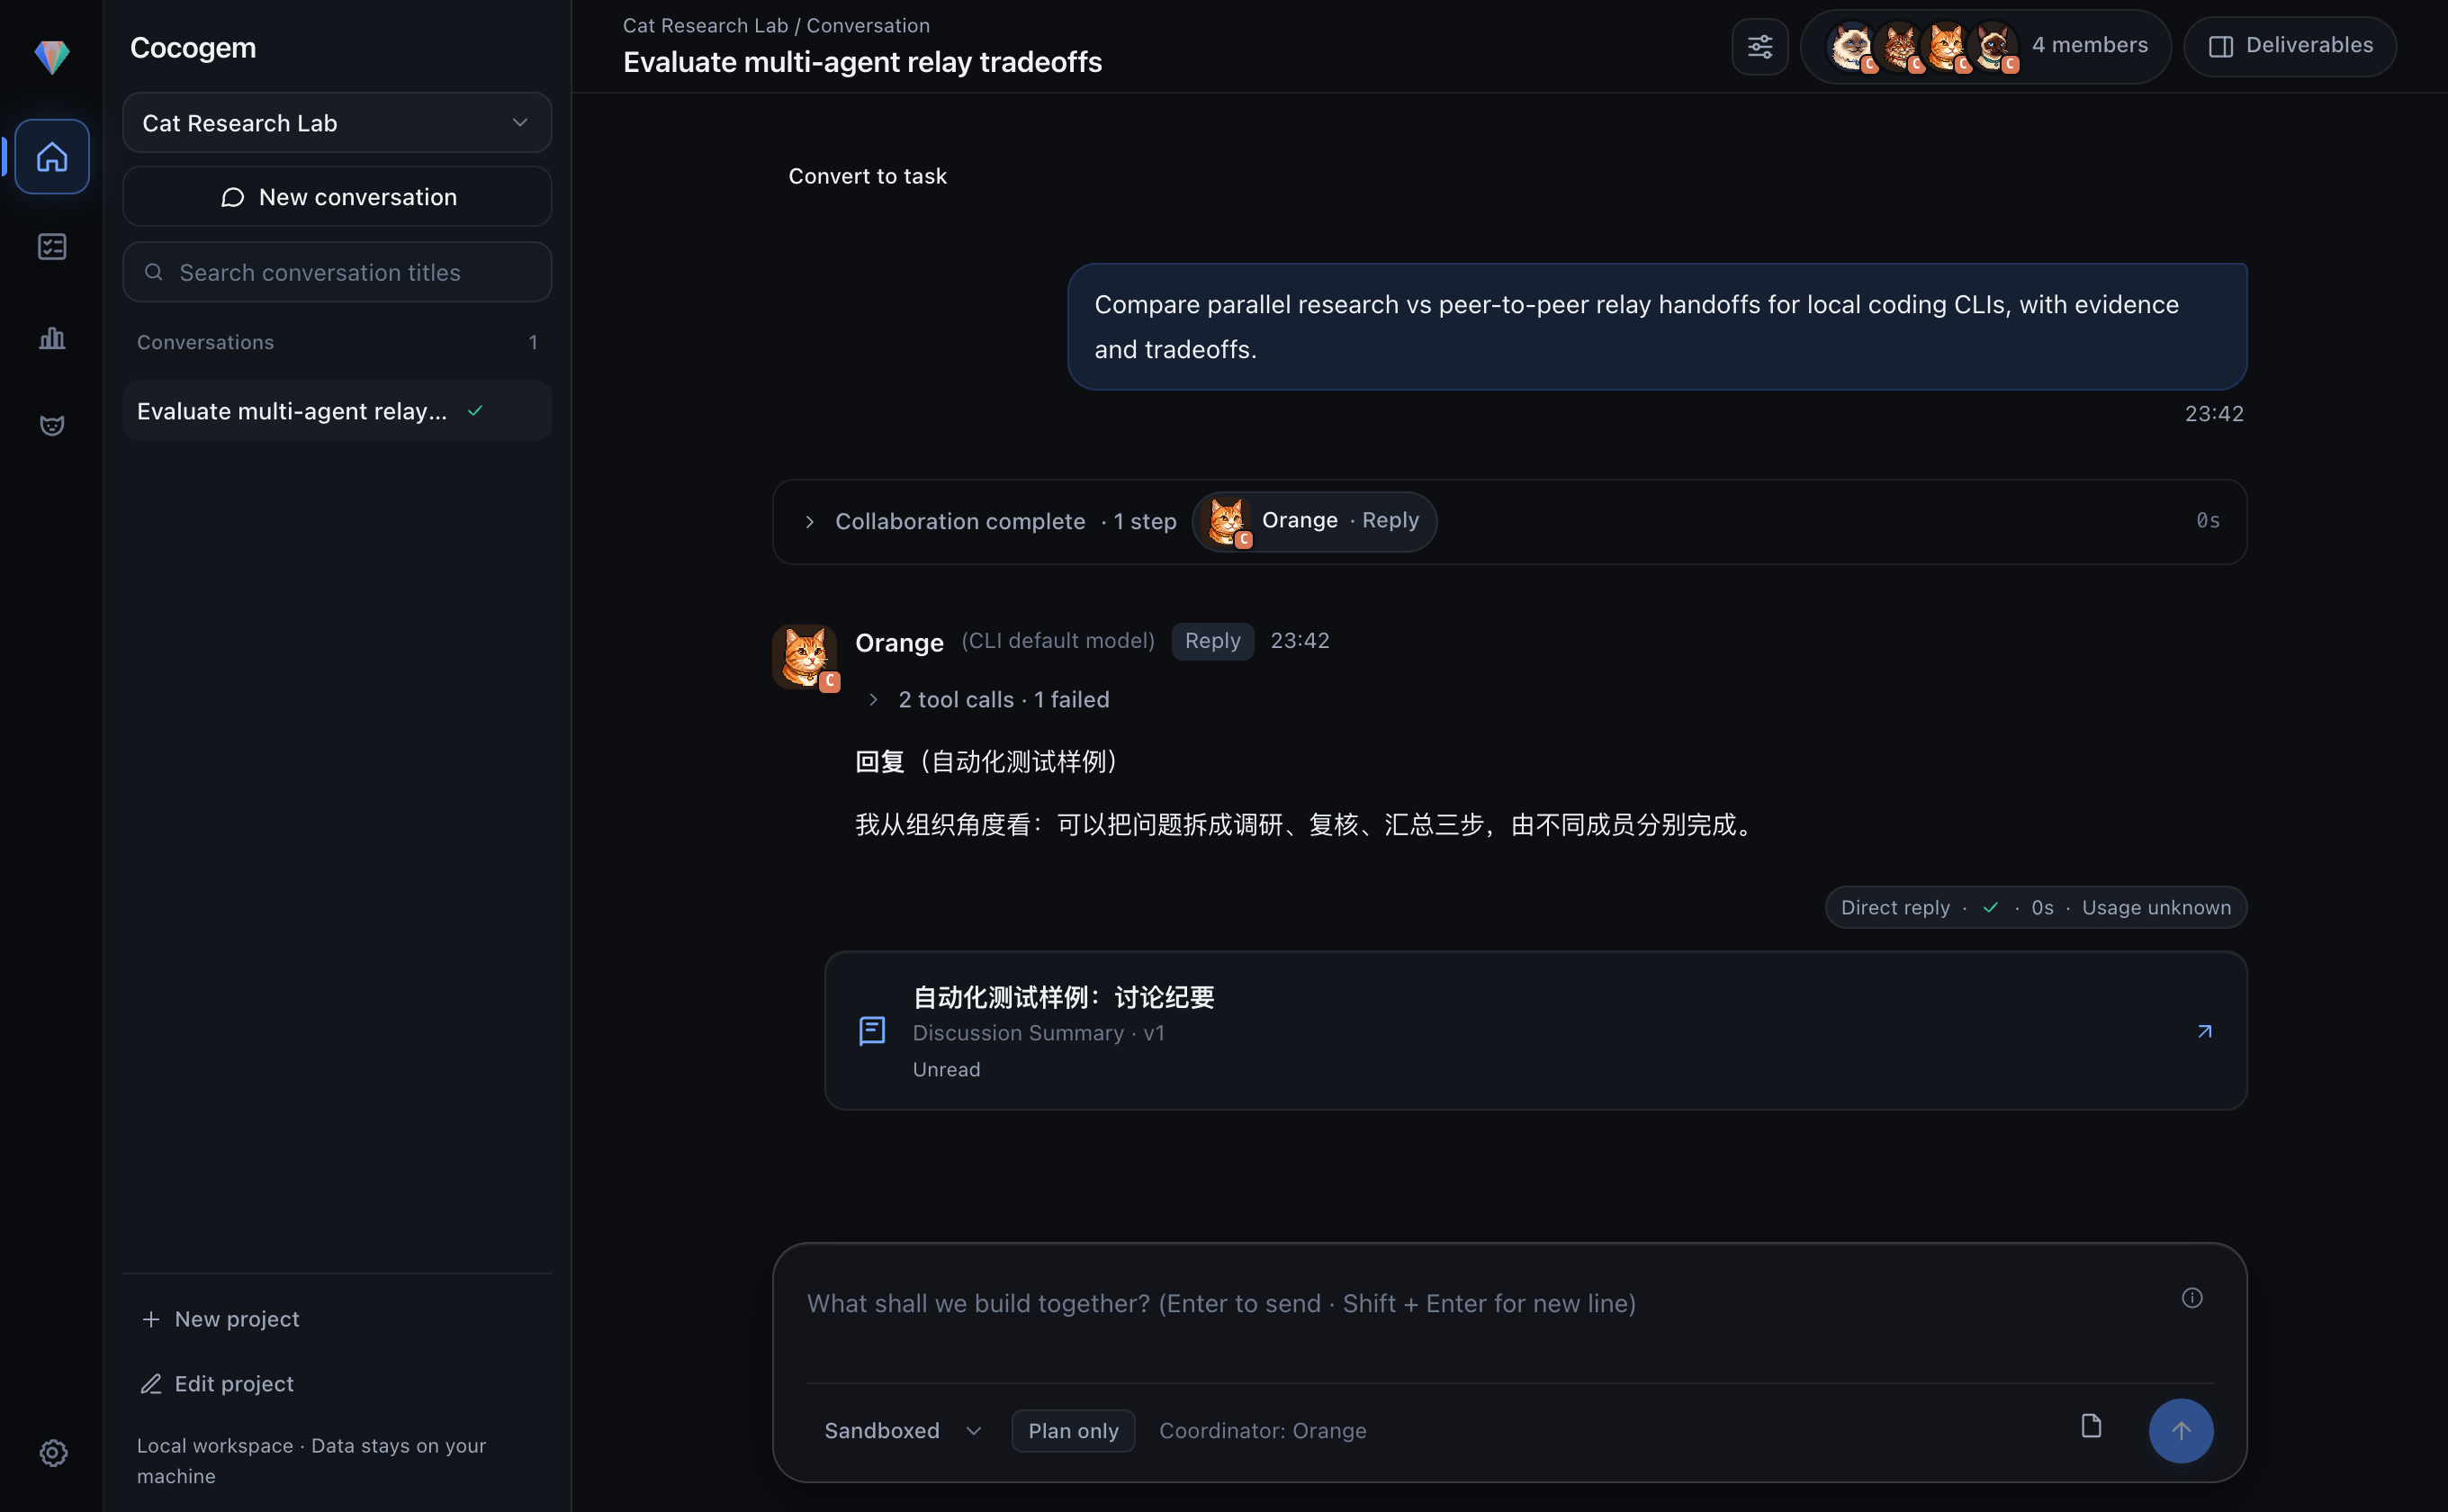 Cocogem
Cat Research Lab
New conversation
Search conversation titles
Conversations 1
Evaluate multi-agent relay...
New project
Edit project
Local workspace · Data stays on your
machine
Cat Research Lab / Conversation
Evaluate multi-agent relay tradeoffs
C C C C 4 members
Deliverables
Convert to task
Compare parallel research vs peer-to-peer relay handoffs for local coding CLIs, with evidence
and tradeoffs.
23:42
Collaboration complete · 1 step C Orange · Reply 0s
C Orange (CLI default model) Reply 23:42
2 tool calls · 1 failed
回复（自动化测试样例）
我从组织角度看：可以把问题拆成调研、复核、汇总三步，由不同成员分别完成。
Direct reply · ✓ · 0s · Usage unknown
自动化测试样例：讨论纪要
Discussion Summary · v1
Unread
What shall we build together? (Enter to send · Shift + Enter for new line)
Sandboxed Plan only Coordinator: Orange